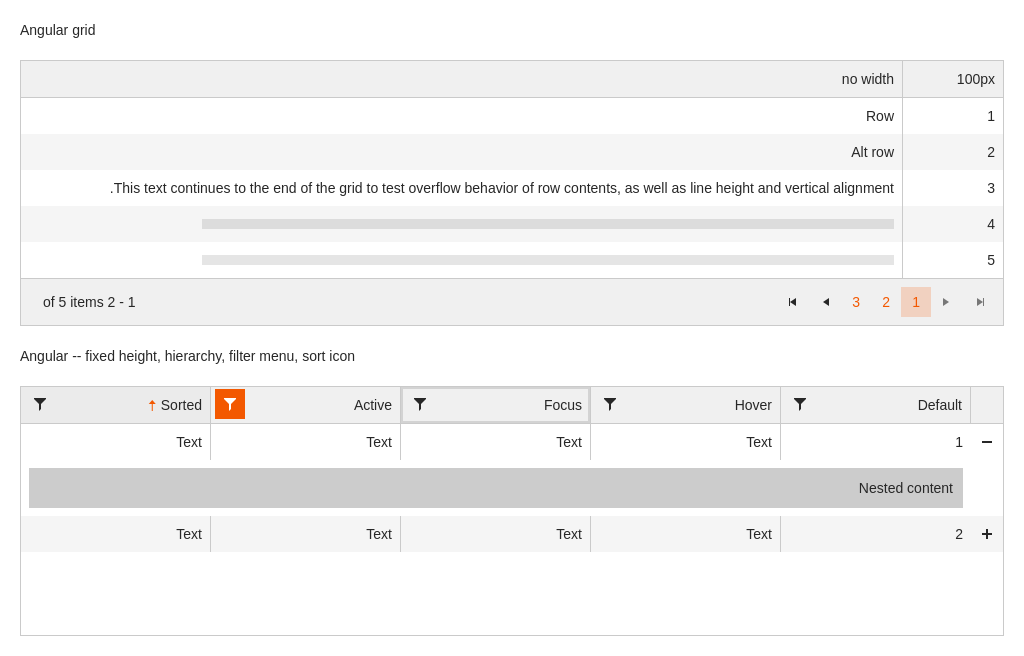 Angular grid
no width 100px
Row 1
Alt row 2
.This text continues to the end of the grid to test overflow behavior of row contents, as well as line height and vertical alignment 3
4
5
of 5 items 2 - 1 3 2 1
Angular -- fixed height, hierarchy, filter menu, sort icon
Sorted Active Focus Hover Default
Text Text Text Text 1
Nested content
Text Text Text Text 2